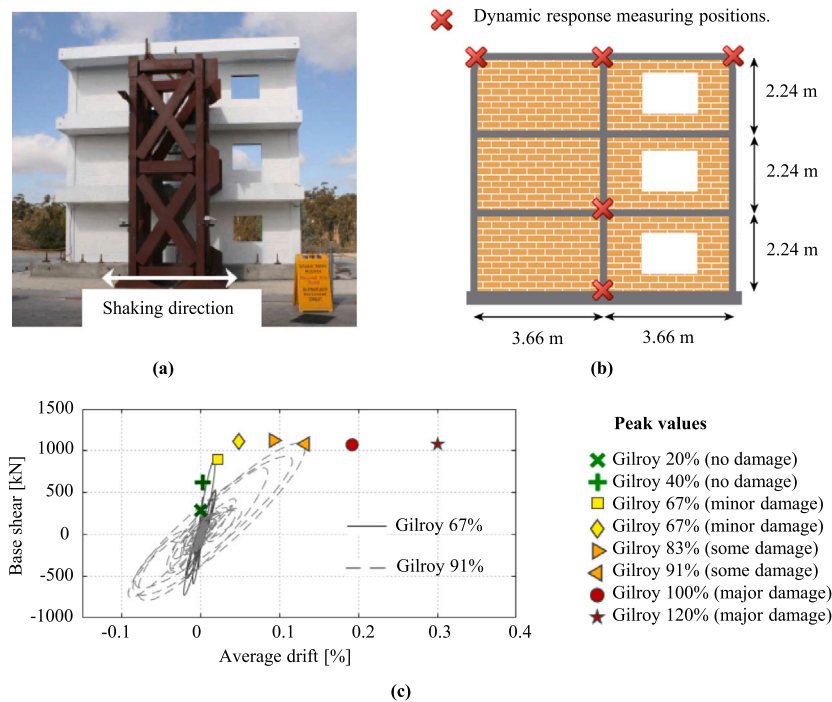 Dynamic response measuring positions.
Shaking direction
2.24 m
2.24 m
2.24 m
3.66 m
3.66 m
(a)
(b)
1500
1000
500
0
-500
-1000
Base shear [kN]
-0.1
0
0.1
0.2
0.3
0.4
Average drift [%]
Gilroy 67%
Gilroy 91%
Peak values
Gilroy 20% (no damage)
Gilroy 40% (no damage)
Gilroy 67% (minor damage)
Gilroy 67% (minor damage)
Gilroy 83% (some damage)
Gilroy 91% (some damage)
Gilroy 100% (major damage)
Gilroy 120% (major damage)
(c)